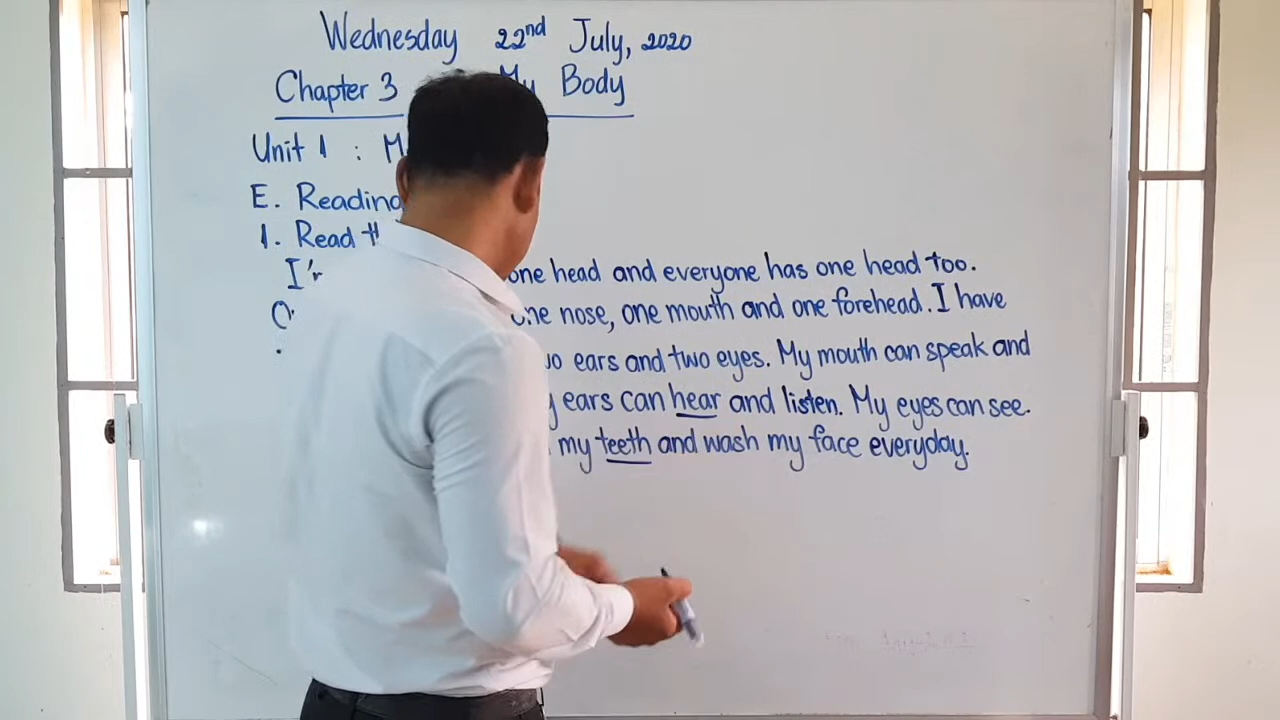 Wednesday 22nd July, 2020
Chapter 3 My Body
Unit 1 :
E. Reading
1. Read
I'm one head and everyone has one head too.
one nose, one mouth and one forehead. I have
two ears and two eyes. My mouth can speak and
ears can hear and listen. My eyes can see.
my teeth and wash my face everyday.